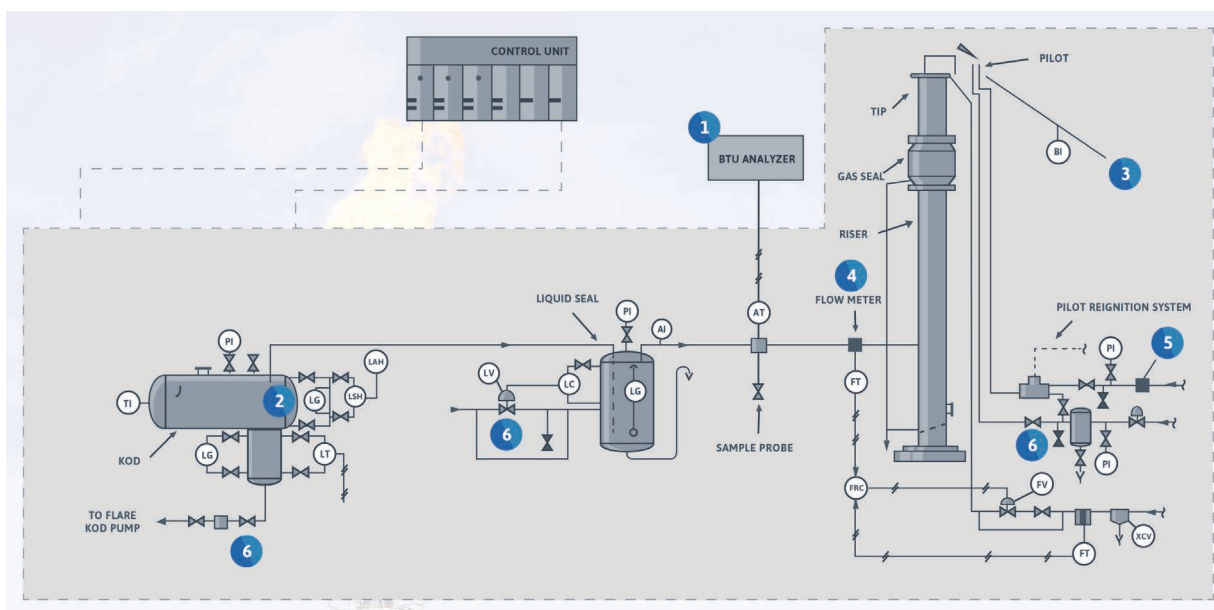 CONTROL UNIT
1
BTU ANALYZER
PILOT
TIP
BI
3
GAS SEAL
RISER
4
FLOW METER
LIQUID SEAL
PI
AI
AT
PILOT REIGNITION SYSTEM
PI
5
PI
LAH
LV
LC
FT
TI
2
LG
LSH
LG
6
SAMPLE PROBE
6
KOD
LG
LT
PI
FRC
FV
TO FLARE
KOD PUMP
6
FT
XCV